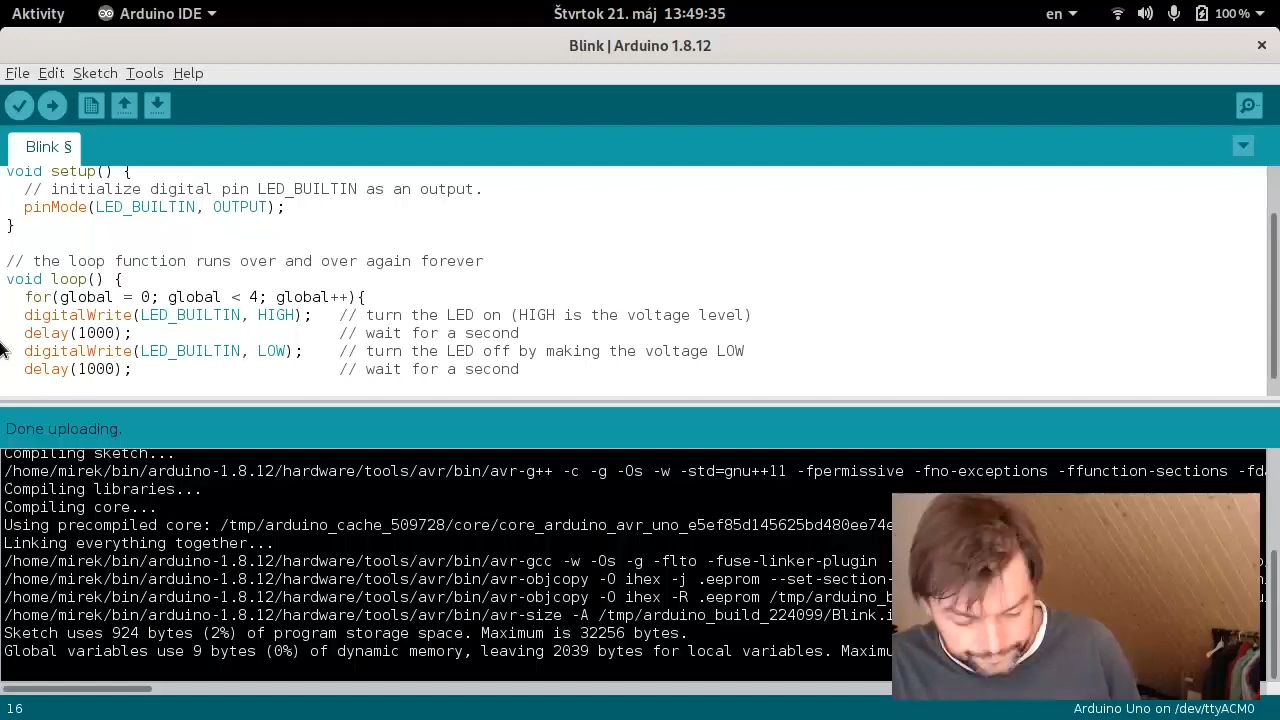 Aktivity Arduino IDE Štvrtok 21. máj 13:49:35 en 100 %
Blink | Arduino 1.8.12
File Edit Sketch Tools Help
Blink §
void setup() {
// initialize digital pin LED_BUILTIN as an output.
pinMode(LED_BUILTIN, OUTPUT);
}
// the loop function runs over and over again forever
void loop() {
for(global = 0; global < 4; global++){
digitalWrite(LED_BUILTIN, HIGH); // turn the LED on (HIGH is the voltage level)
delay(1000); // wait for a second
digitalWrite(LED_BUILTIN, LOW); // turn the LED off by making the voltage LOW
delay(1000); // wait for a second
Done uploading.
Compiling sketch...
/home/mirek/bin/arduino-1.8.12/hardware/tools/avr/bin/avr-g++ -c -g -Os -w -std=gnu++11 -fpermissive -fno-exceptions -ffunction-sections -fda
Compiling libraries...
Compiling core...
Using precompiled core: /tmp/arduino_cache_509728/core/core_arduino_avr_uno_e5ef85d145625bd480ee74e
Linking everything together...
/home/mirek/bin/arduino-1.8.12/hardware/tools/avr/bin/avr-gcc -w -Os -g -flto -fuse-linker-plugin -
/home/mirek/bin/arduino-1.8.12/hardware/tools/avr/bin/avr-objcopy -O ihex -j .eeprom --set-section-
/home/mirek/bin/arduino-1.8.12/hardware/tools/avr/bin/avr-objcopy -O ihex -R .eeprom /tmp/arduino_b
/home/mirek/bin/arduino-1.8.12/hardware/tools/avr/bin/avr-size -A /tmp/arduino_build_224099/Blink.i
Sketch uses 924 bytes (2%) of program storage space. Maximum is 32256 bytes.
Global variables use 9 bytes (0%) of dynamic memory, leaving 2039 bytes for local variables. Maximu
16 Arduino Uno on /dev/ttyACM0